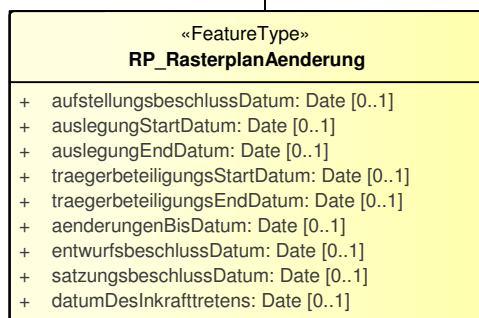 «FeatureType»
RP_RasterplanAenderung
+ aufstellungsbeschlussDatum: Date [0..1]
+ auslegungStartDatum: Date [0..1]
+ auslegungEndDatum: Date [0..1]
+ traegerbeteiligungsStartDatum: Date [0..1]
+ traegerbeteiligungsEndDatum: Date [0..1]
+ aenderungenBisDatum: Date [0..1]
+ entwurfsbeschlussDatum: Date [0..1]
+ satzungsbeschlussDatum: Date [0..1]
+ datumDesInkrafttretens: Date [0..1]